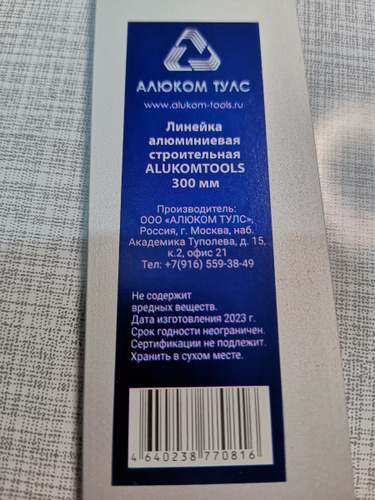 АЛЮКОМ ТУЛС
www.alukom-tools.ru
Линейка
алюминиевая
строительная
ALUKOMTOOLS
300 мм
Производитель:
ООО «АЛЮКОМ ТУЛС»,
Россия, г. Москва, наб.
Академика Туполева, д. 15,
к.2, офис 21
Тел: +7(916) 559-38-49
Не содержит
вредных веществ.
Дата изготовления 2023 г.
Срок годности неограничен.
Сертификации не подлежит.
Хранить в сухом месте.
4 640238 770816